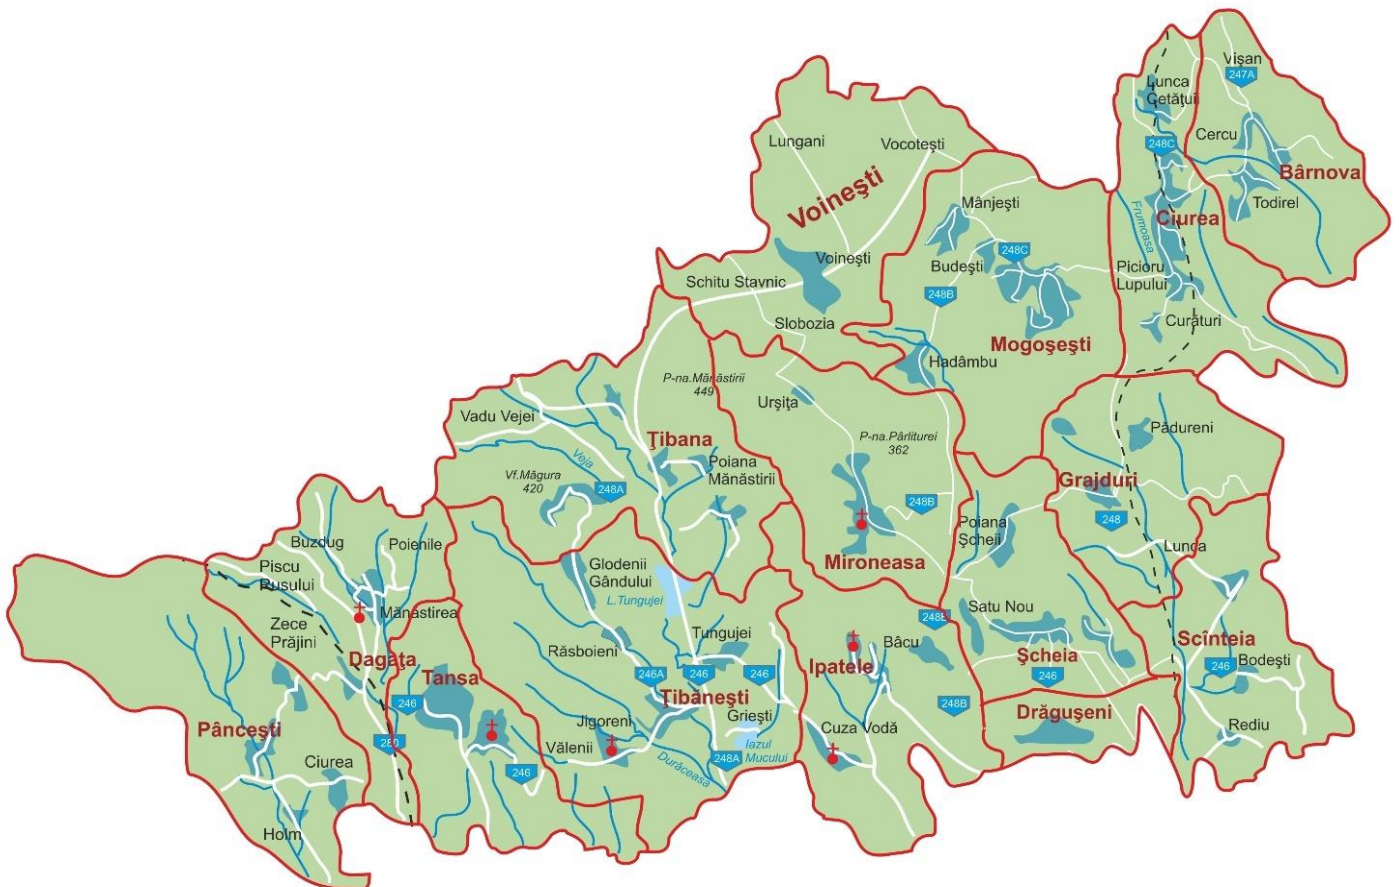 Vişan
247A
Lunca
Cetăţuii
Cercu
248C
Bârnova
Todirel
Ciurea
Frumoasa
Lungani
Vocoteşti
Voineşti
Mânjeşti
Voineşti
Budeşti
248C
Picioru
Lupului
Schitu Stavnic
248B
Slobozia
Curături
Mogoşeşti
Hadâmbu
P-na.Mănăstirii
449
Urşiţa
Vadu Vejei
Ţibana
P-na.Pârliturei
362
Pădureni
Veja
Poiana
Mănăstirii
Vf.Măgura
420
248A
Grajduri
248B
248
Poiana
Şcheii
Buzdug
Poienile
Lunca
Piscu
Rusului
Glodenii
Gândului
Mironeasa
L.Tungujei
Mănăstirea
Satu Nou
248B
Zece
Prăjini
Tungujei
Bâcu
Scînteia
Răsboieni
Dagâţa
Ipatele
Şcheia
Bodeşti
Tansa
246A
246
246
246
246
246
Ţibăneşti
248B
Drăguşeni
Pânceşti
Grieşti
Jigoreni
Cuza Vodă
Rediu
280
Vălenii
Iazul
Mucului
Ciurea
246
Durăceasa
248A
Holm